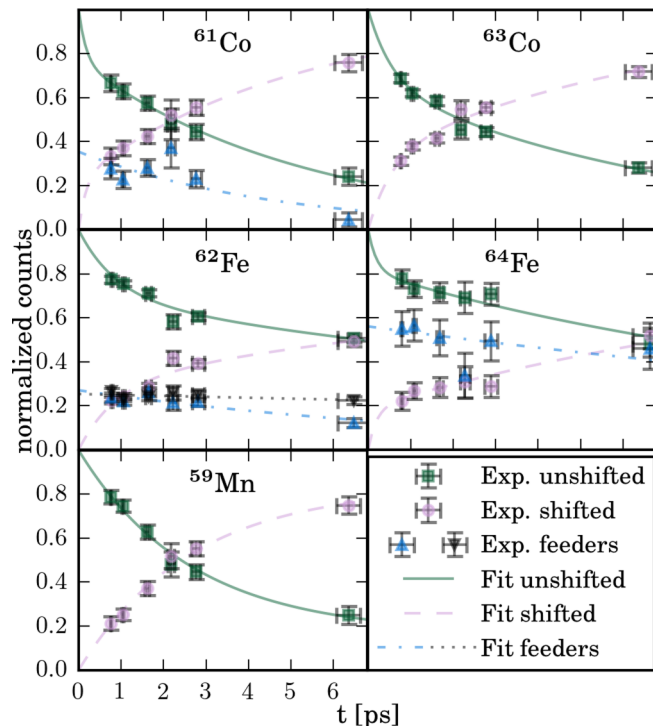 ⁶¹Co
⁶³Co
0.8
0.6
0.4
0.2
0.0
⁶²Fe
⁶⁴Fe
0.8
0.6
0.4
0.2
0.0
normalized counts
⁵⁹Mn
0.8
0.6
0.4
0.2
0.0
0 1 2 3 4 5 6
t [ps]
Exp. unshifted
Exp. shifted
Exp. feeders
Fit unshifted
Fit shifted
Fit feeders